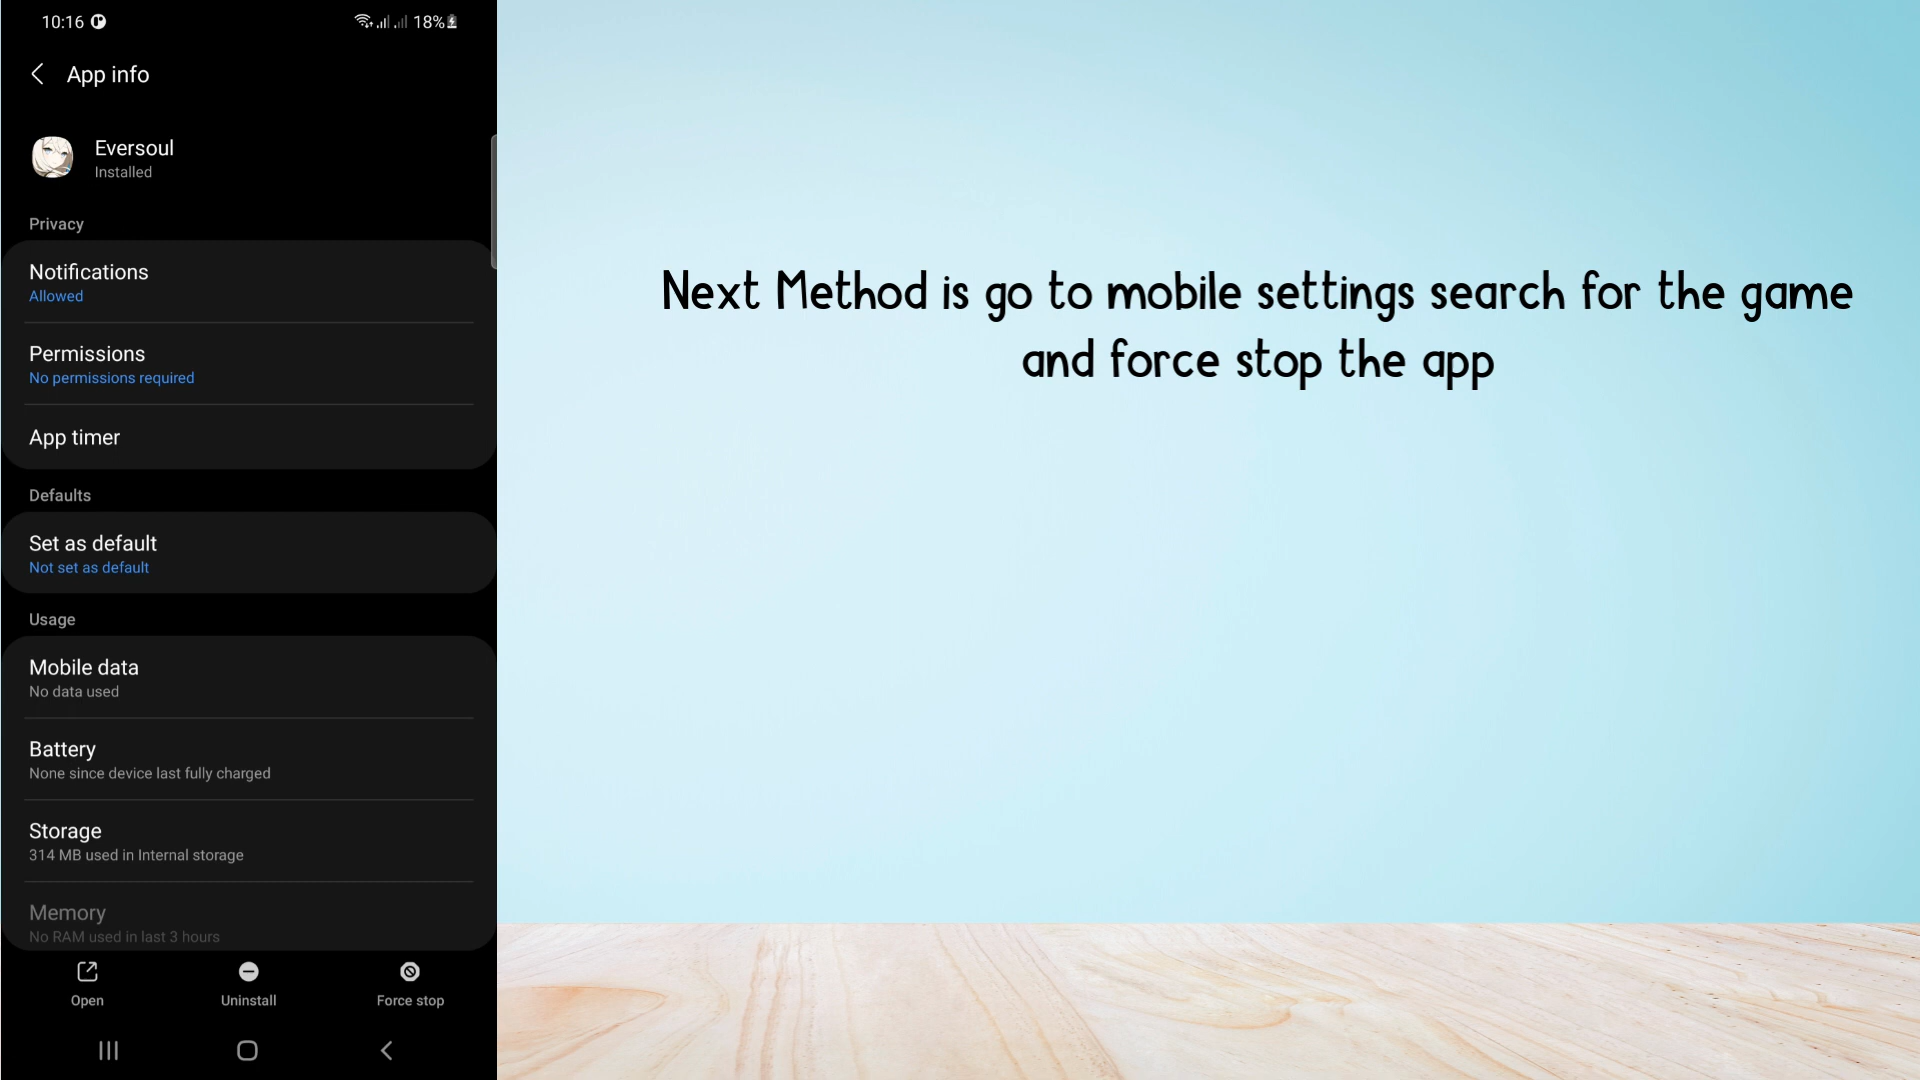 10:16
18%
App info
Eversoul
Installed
Privacy
Notifications
Allowed
Permissions
No permissions required
App timer
Defaults
Set as default
Not set as default
Usage
Mobile data
No data used
Battery
None since device last fully charged
Storage
314 MB used in Internal storage
Memory
No RAM used in last 3 hours
Open
Uninstall
Force stop
Next Method is go to mobile settings search for the game
and force stop the app